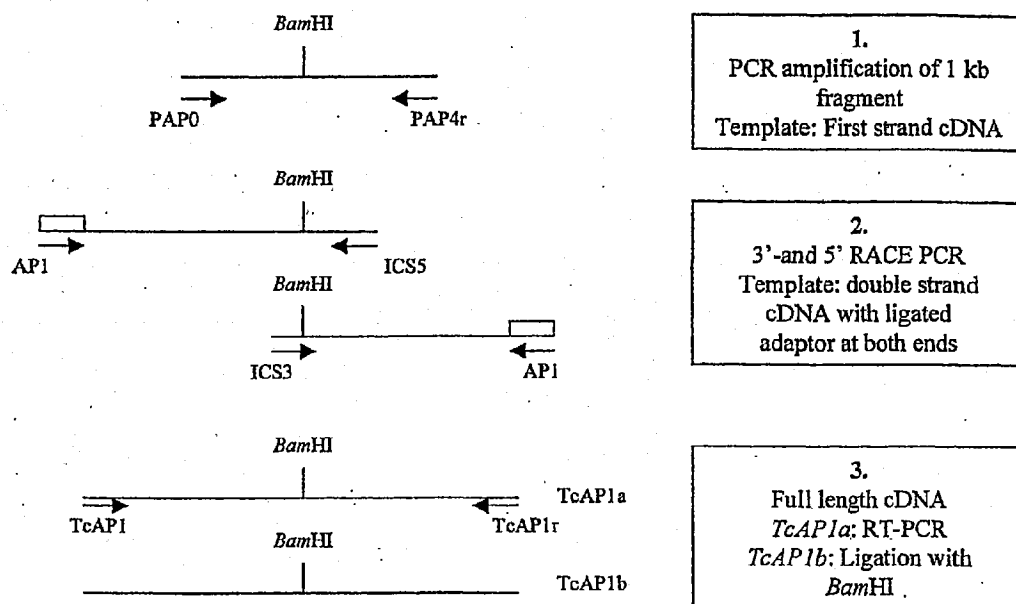 BamHI
PAP0
PAP4r
1.
PCR amplification of 1 kb
fragment
Template: First strand cDNA
BamHI
AP1
ICS5
BamHI
ICS3
AP1
2.
3'-and 5' RACE PCR
Template: double strand
cDNA with ligated
adaptor at both ends
BamHI
TcAP1a
TcAP1
TcAP1r
BamHI
TcAP1b
3.
Full length cDNA
TcAP1a: RT-PCR
TcAP1b: Ligation with
BamHI